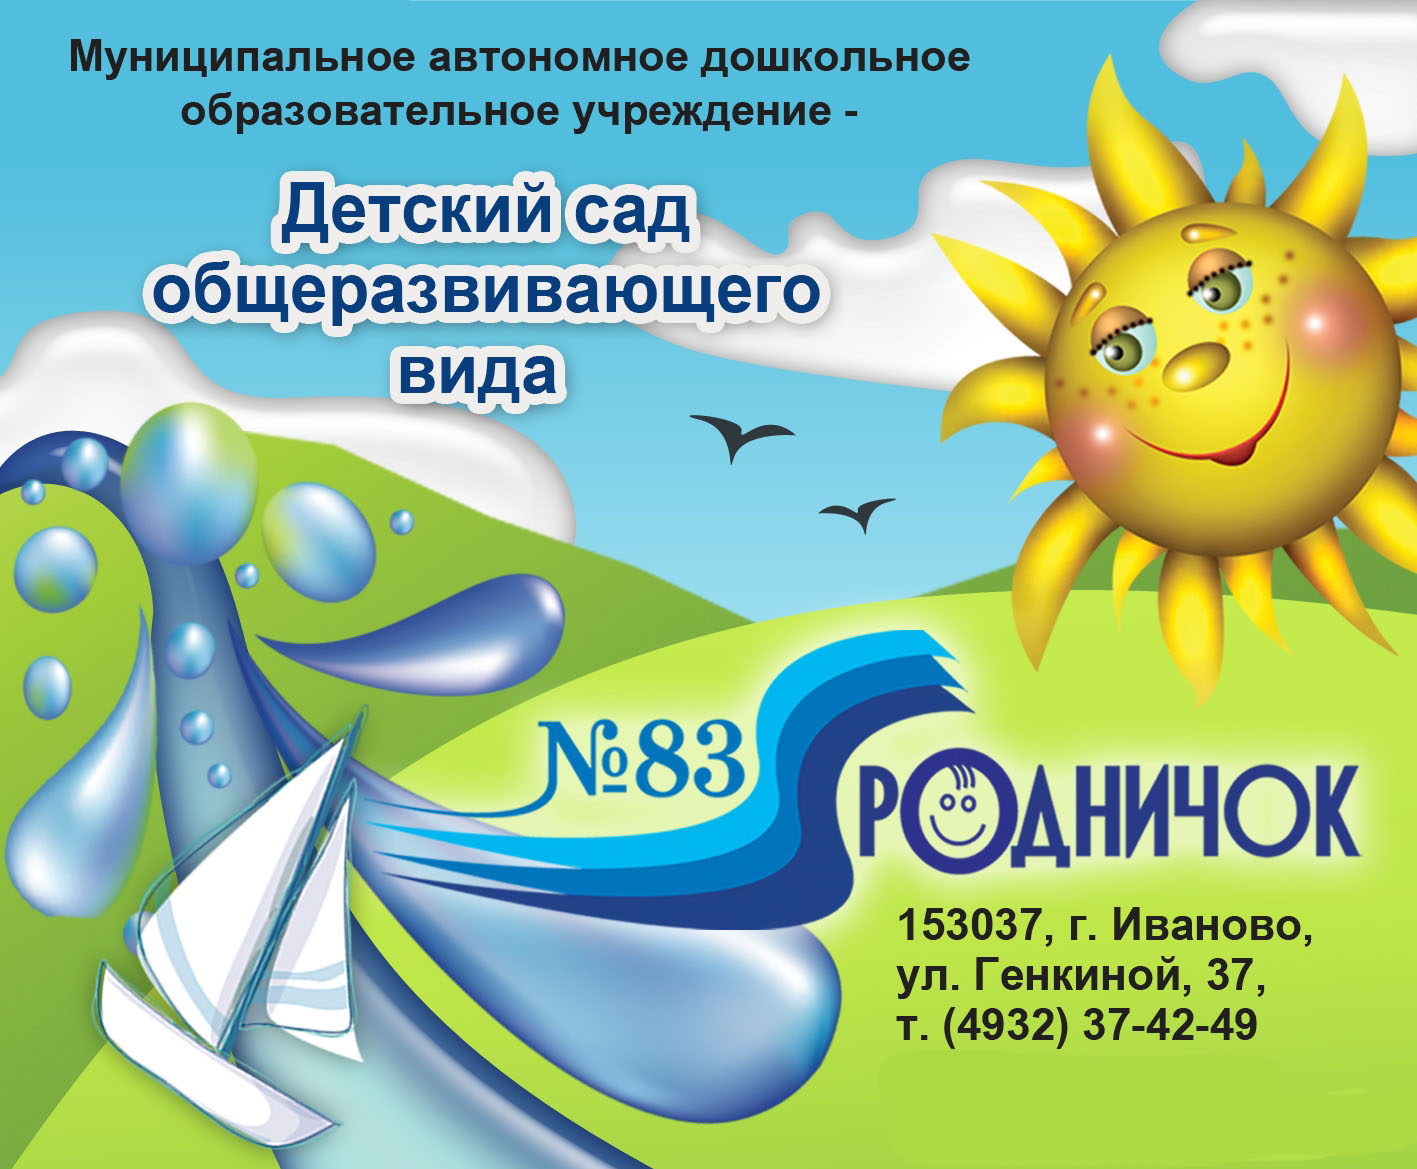 Муниципальное автономное дошкольное
образовательное учреждение -
Детский сад
общеразвивающего
вида
№83
РОДНИЧОК
153037, г. Иваново,
ул. Генкиной, 37,
т. (4932) 37-42-49